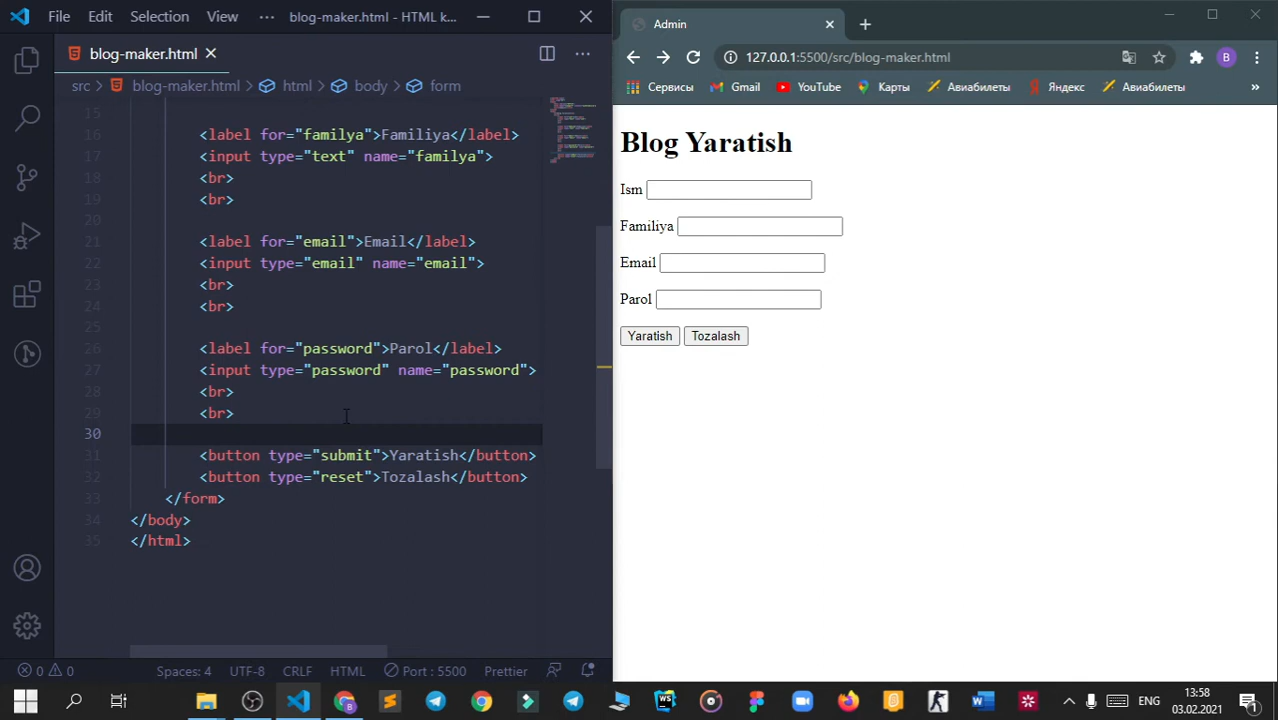 File Edit Selection View ··· blog-maker.html - HTML k...
blog-maker.html
src > blog-maker.html > html > body > form
15
16 <label for="familya">Familiya</label>
17 <input type="text" name="familya">
18 <br>
19 <br>
20
21 <label for="email">Email</label>
22 <input type="email" name="email">
23 <br>
24 <br>
25
26 <label for="password">Parol</label>
27 <input type="password" name="password">
28 <br>
29 <br>
30
31 <button type="submit">Yaratish</button>
32 <button type="reset">Tozalash</button>
33 </form>
34 </body>
35 </html>
0 0 Spaces: 4 UTF-8 CRLF HTML Port : 5500 Prettier
Admin
127.0.0.1:5500/src/blog-maker.html B
Сервисы Gmail YouTube Карты Авиабилеты Яндекс Авиабилеты »
Blog Yaratish
Ism
Familiya
Email
Parol
Yaratish Tozalash
B WS W ENG 13:58
03.02.2021 1